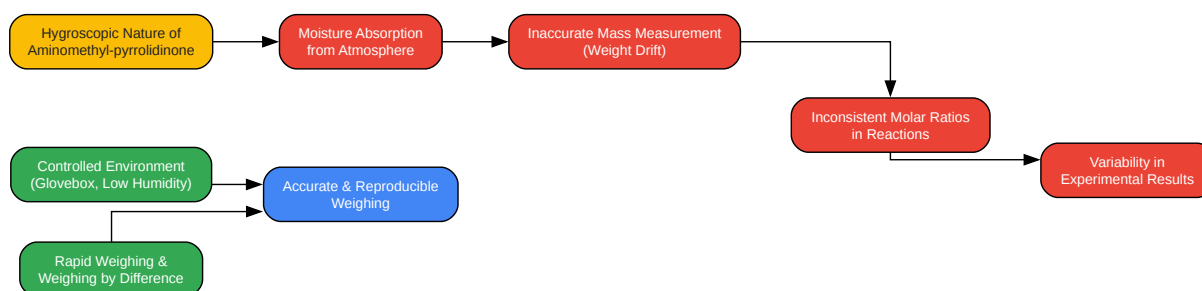 Hygroscopic Nature of
Aminomethyl-pyrrolidinone
Moisture Absorption
from Atmosphere
Inaccurate Mass Measurement
(Weight Drift)
Inconsistent Molar Ratios
in Reactions
Variability in
Experimental Results
Controlled Environment
(Glovebox, Low Humidity)
Accurate & Reproducible
Weighing
Rapid Weighing &
Weighing by Difference